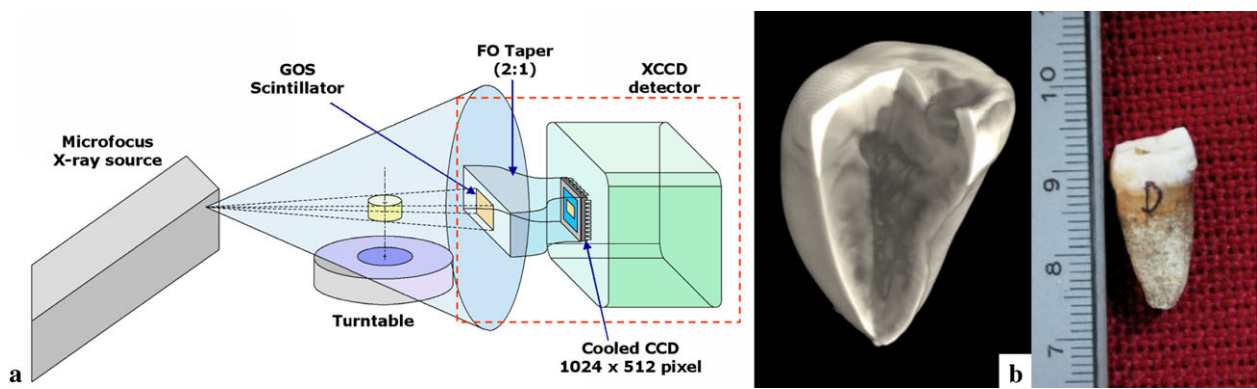 FO Taper
(2:1)
GOS
Scintillator
XCCD
detector
Microfocus
X-ray source
Turntable
Cooled CCD
1024 x 512 pixel
a
b
10
9
8
7
D